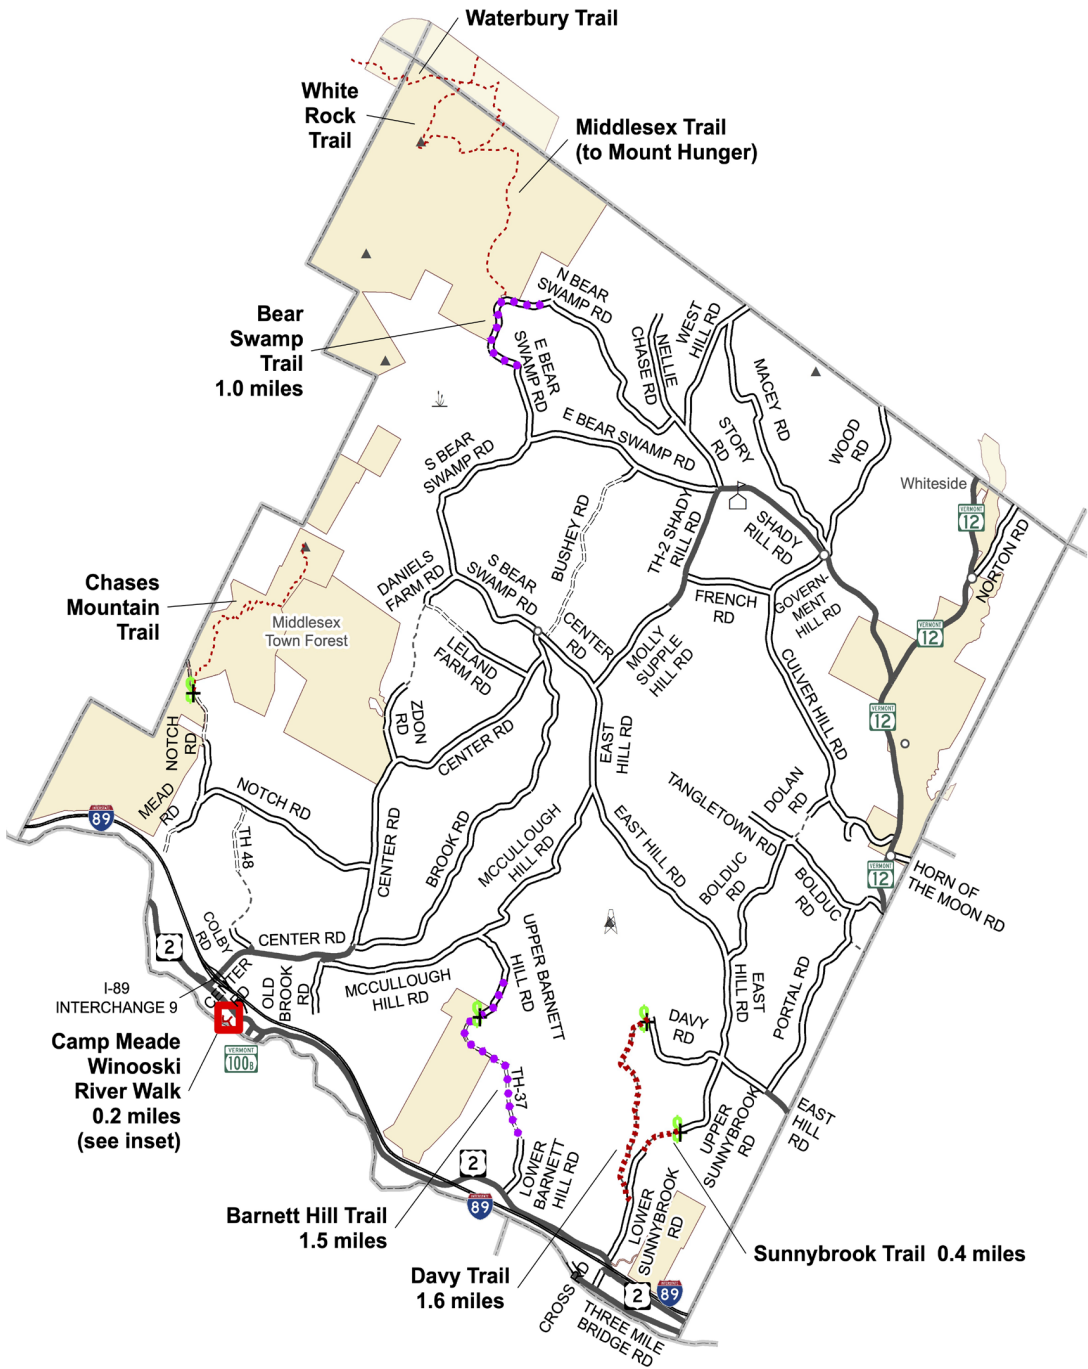 Waterbury Trail
White
Rock
Trail
Middlesex Trail
(to Mount Hunger)
N BEAR
SWAMP RD
Bear
Swamp
Trail
1.0 miles
E BEAR
SWAMP RD
NELLIE
CHASE RD
WEST
HILL RD
MACEY RD
STORY
RD
WOOD
RD
E BEAR SWAMP RD
S BEAR
SWAMP RD
Whiteside
VERMONT
12
NORTON RD
BUSHEY RD
TH-2 SHADY
RILL RD
SHADY
RILL RD
DANIELS
FARM RD
S BEAR
SWAMP RD
FRENCH
RD
GOVERN-
MENT
HILL RD
VERMONT
12
Chases
Mountain
Trail
Middlesex
Town Forest
LELAND
FARM RD
CENTER
RD
MOLLY
SUPPLE
HILL RD
CULVER HILL RD
VERMONT
12
NOTCH
RD
ZDON
RD
CENTER RD
EAST
HILL RD
MEAD
RD
NOTCH RD
TH 48
INTERSTATE
89
CENTER RD
BROOK RD
MCCULLOUGH
HILL RD
EAST HILL RD
TANGLETOWN RD
DOLAN
RD
BOLDUC
RD
BOLDUC
RD
VERMONT
12
HORN OF
THE MOON RD
COLBY
RD
CENTER RD
2
CENTER
RD
OLD
BROOK
RD
MCCULLOUGH
HILL RD
UPPER BARNETT
HILL RD
EAST
HILL RD
PORTAL RD
I-89
INTERCHANGE 9
DAVY
RD
Camp Meade
Winooski
River Walk
0.2 miles
(see inset)
VERMONT
100B
TH-37
UPPER
SUNNYBROOK
RD
EAST
HILL
RD
2
LOWER
BARNETT
HILL RD
INTERSTATE
89
LOWER
SUNNYBROOK
RD
Barnett Hill Trail
1.5 miles
Sunnybrook Trail 0.4 miles
Davy Trail
1.6 miles
CROSS RD
2
INTERSTATE
89
THREE MILE
BRIDGE RD